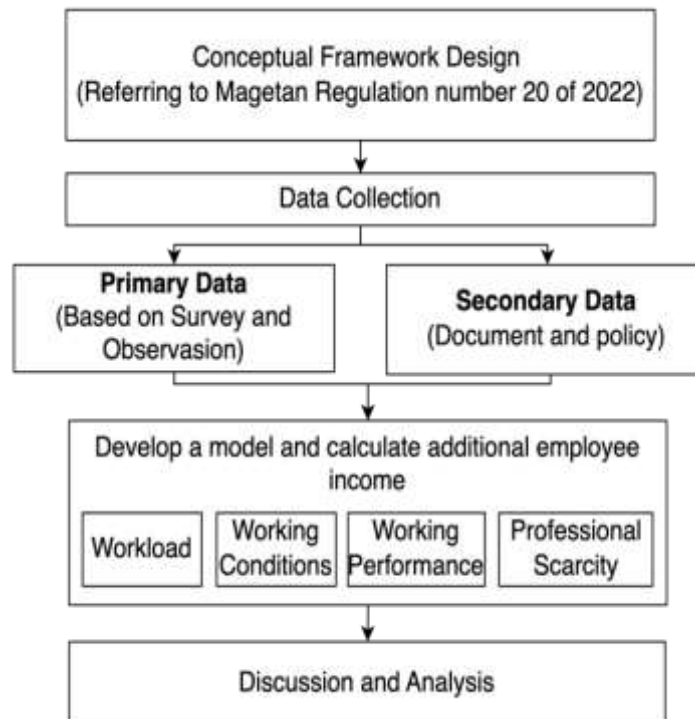 Conceptual Framework Design
(Referring to Magetan Regulation number 20 of 2022)
Data Collection
Primary Data
(Based on Survey and
Observasion)
Secondary Data
(Document and policy)
Develop a model and calculate additional employee
income
Workload
Working
Conditions
Working
Performance
Professional
Scarcity
Discussion and Analysis